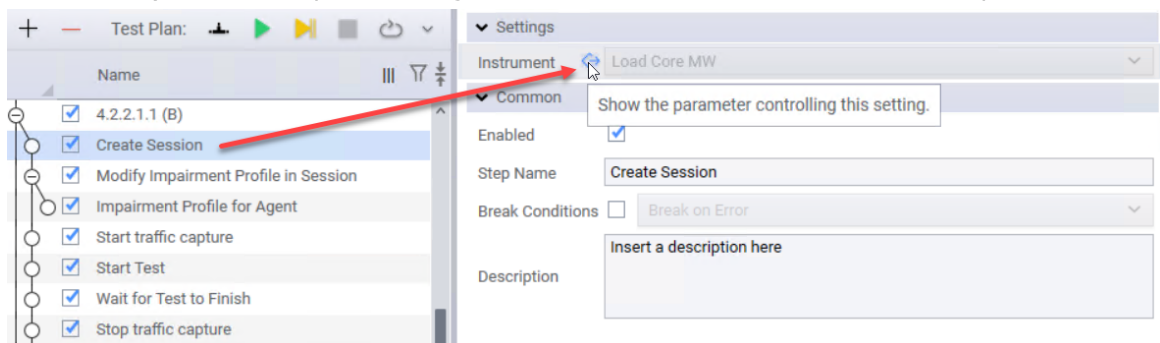 Test Plan:
Name
4.2.2.1.1 (B)
Create Session
Modify Impairment Profile in Session
Impairment Profile for Agent
Start traffic capture
Start Test
Wait for Test to Finish
Stop traffic capture
Settings
Instrument Load Core MW
Common
Show the parameter controlling this setting.
Enabled
Step Name Create Session
Break Conditions Break on Error
Description Insert a description here